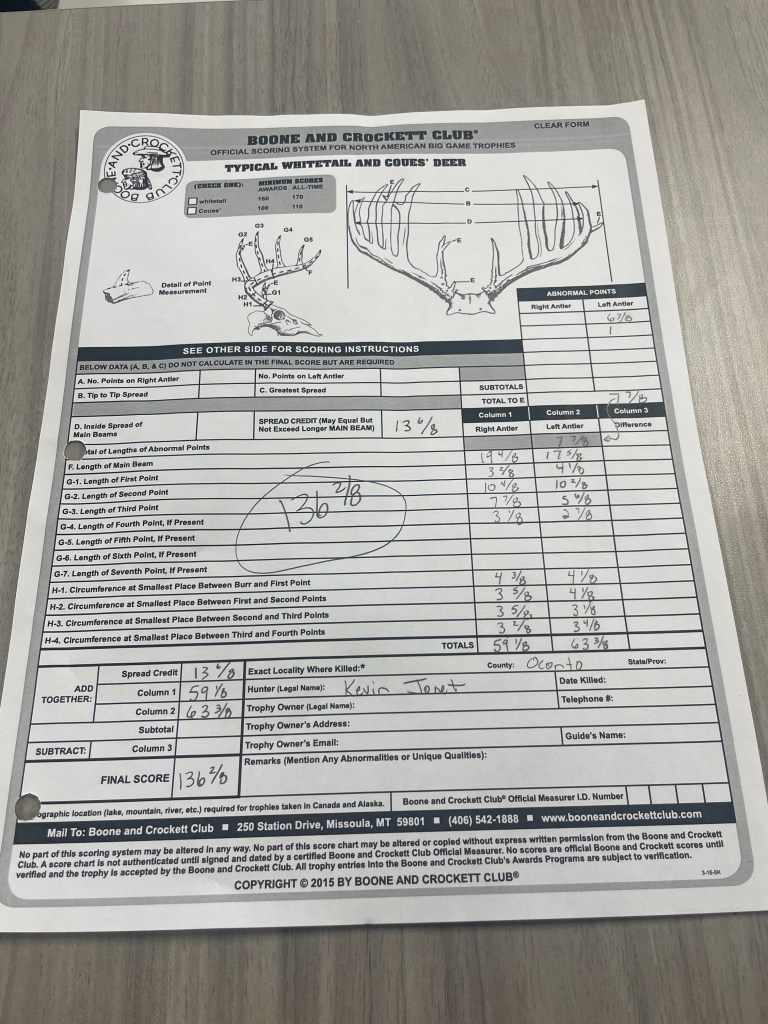 CLEAR FORM
BOONE AND CROCKETT CLUB®
OFFICIAL SCORING SYSTEM FOR NORTH AMERICAN BIG GAME TROPHIES
BOONE AND CROCKETT CLUB
TYPICAL WHITETAIL AND COUES' DEER
(CHECK ONE): MINIMUM SCORES
AWARDS ALL-TIME
whitetail 160 170
Coues' 100 110
Detail of Point Measurement
G2 G3 G4 G5
E F
H4 H3 H2 H1 E G1
E C B D E E E
ABNORMAL POINTS
Right Antler Left Antler
6 7/8
1
SEE OTHER SIDE FOR SCORING INSTRUCTIONS
BELOW DATA (A, B, & C) DO NOT CALCULATE IN THE FINAL SCORE BUT ARE REQUIRED
A. No. Points on Right Antler No. Points on Left Antler
B. Tip to Tip Spread C. Greatest Spread
SUBTOTALS
TOTAL TO E 7 7/8
D. Inside Spread of Main Beams SPREAD CREDIT (May Equal But Not Exceed Longer MAIN BEAM) 13 6/8
Column 1 Column 2 Column 3
Right Antler Left Antler Difference
tal of Lengths of Abnormal Points 7 7/8
F. Length of Main Beam 19 4/8 17 5/8
G-1. Length of First Point 3 2/8 4 1/8
G-2. Length of Second Point 10 4/8 10 2/8
G-3. Length of Third Point 7 7/8 5 6/8
G-4. Length of Fourth Point, If Present 3 1/8 2 7/8
G-5. Length of Fifth Point, If Present
G-6. Length of Sixth Point, If Present
G-7. Length of Seventh Point, If Present
136 2/8
H-1. Circumference at Smallest Place Between Burr and First Point 4 3/8 4 1/8
H-2. Circumference at Smallest Place Between First and Second Points 3 5/8 4 1/8
H-3. Circumference at Smallest Place Between Second and Third Points 3 5/8 3 1/8
H-4. Circumference at Smallest Place Between Third and Fourth Points 3 2/8 3 4/8
TOTALS 59 1/8 63 3/8
ADD TOGETHER: Spread Credit 13 6/8
Column 1 59 1/8
Column 2 63 3/8
Subtotal
SUBTRACT: Column 3
FINAL SCORE 136 2/8
Exact Locality Where Killed:* County: Oconto State/Prov:
Hunter (Legal Name): Kevin Date Killed:
Trophy Owner (Legal Name): Telephone #:
Trophy Owner's Address:
Trophy Owner's Email: Guide's Name:
Remarks (Mention Any Abnormalities or Unique Qualities):
ographic location (lake, mountain, river, etc.) required for trophies taken in Canada and Alaska. Boone and Crockett Club® Official Measurer I.D. Number
Mail To: Boone and Crockett Club ■ 250 Station Drive, Missoula, MT 59801 ■ (406) 542-1888 ■ www.booneandcrockettclub.com
No part of this scoring system may be altered in any way. No part of this score chart may be altered or copied without express written permission from the Boone and Crockett
Club. A score chart is not authenticated until signed and dated by a certified Boone and Crockett Club Official Measurer. No scores are official Boone and Crockett scores until
verified and the trophy is accepted by the Boone and Crockett Club. All trophy entries into the Boone and Crockett Club's Awards Programs are subject to verification.
COPYRIGHT © 2015 BY BOONE AND CROCKETT CLUB®
3-15-5K